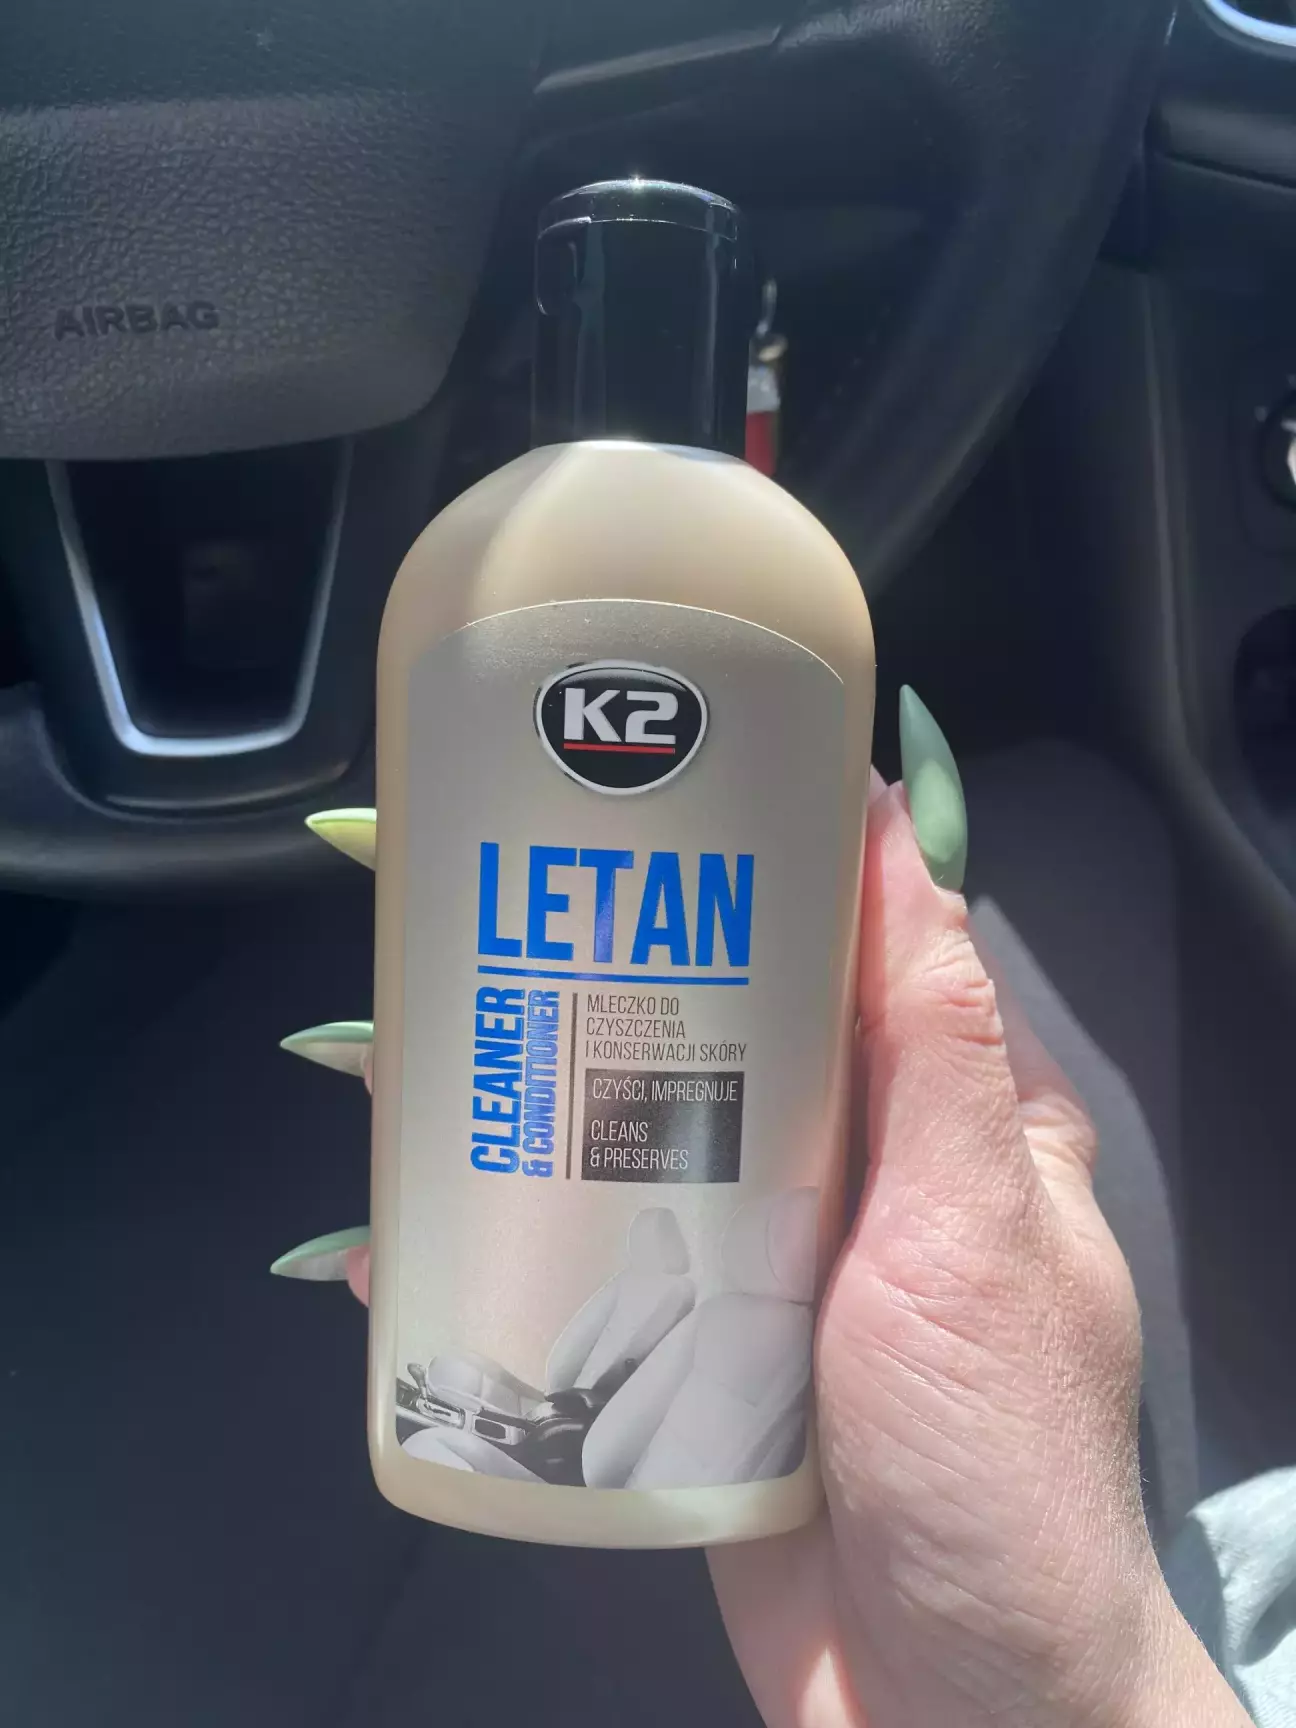 AIRBAG
K2
LETAN
CLEANER
& CONDITIONER
MLECZKO DO
CZYSZCZENIA
I KONSERWACJI SKÓRY
CZYŚCI, IMPREGNUJE
CLEANS
& PRESERVES